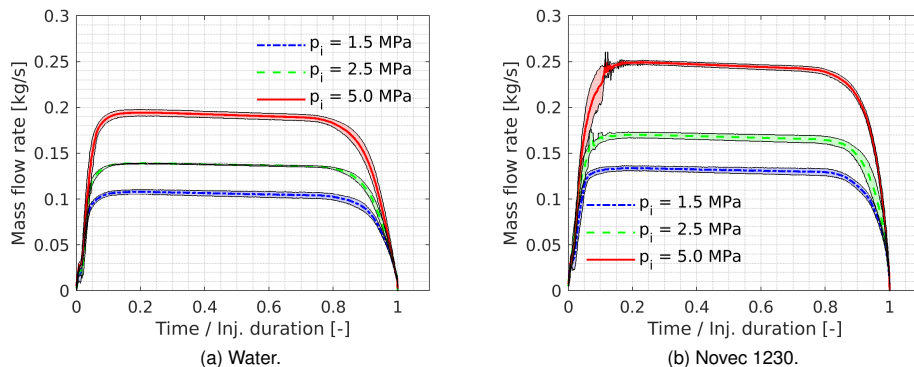 0.3
0.25
0.2
0.15
0.1
0.05
0
Mass flow rate [kg/s]
p_i = 1.5 MPa
p_i = 2.5 MPa
p_i = 5.0 MPa
0 0.2 0.4 0.6 0.8 1
Time / Inj. duration [-]
(a) Water.
0.3
0.25
0.2
0.15
0.1
0.05
0
Mass flow rate [kg/s]
p_i = 1.5 MPa
p_i = 2.5 MPa
p_i = 5.0 MPa
0 0.2 0.4 0.6 0.8 1
Time / Inj. duration [-]
(b) Novec 1230.